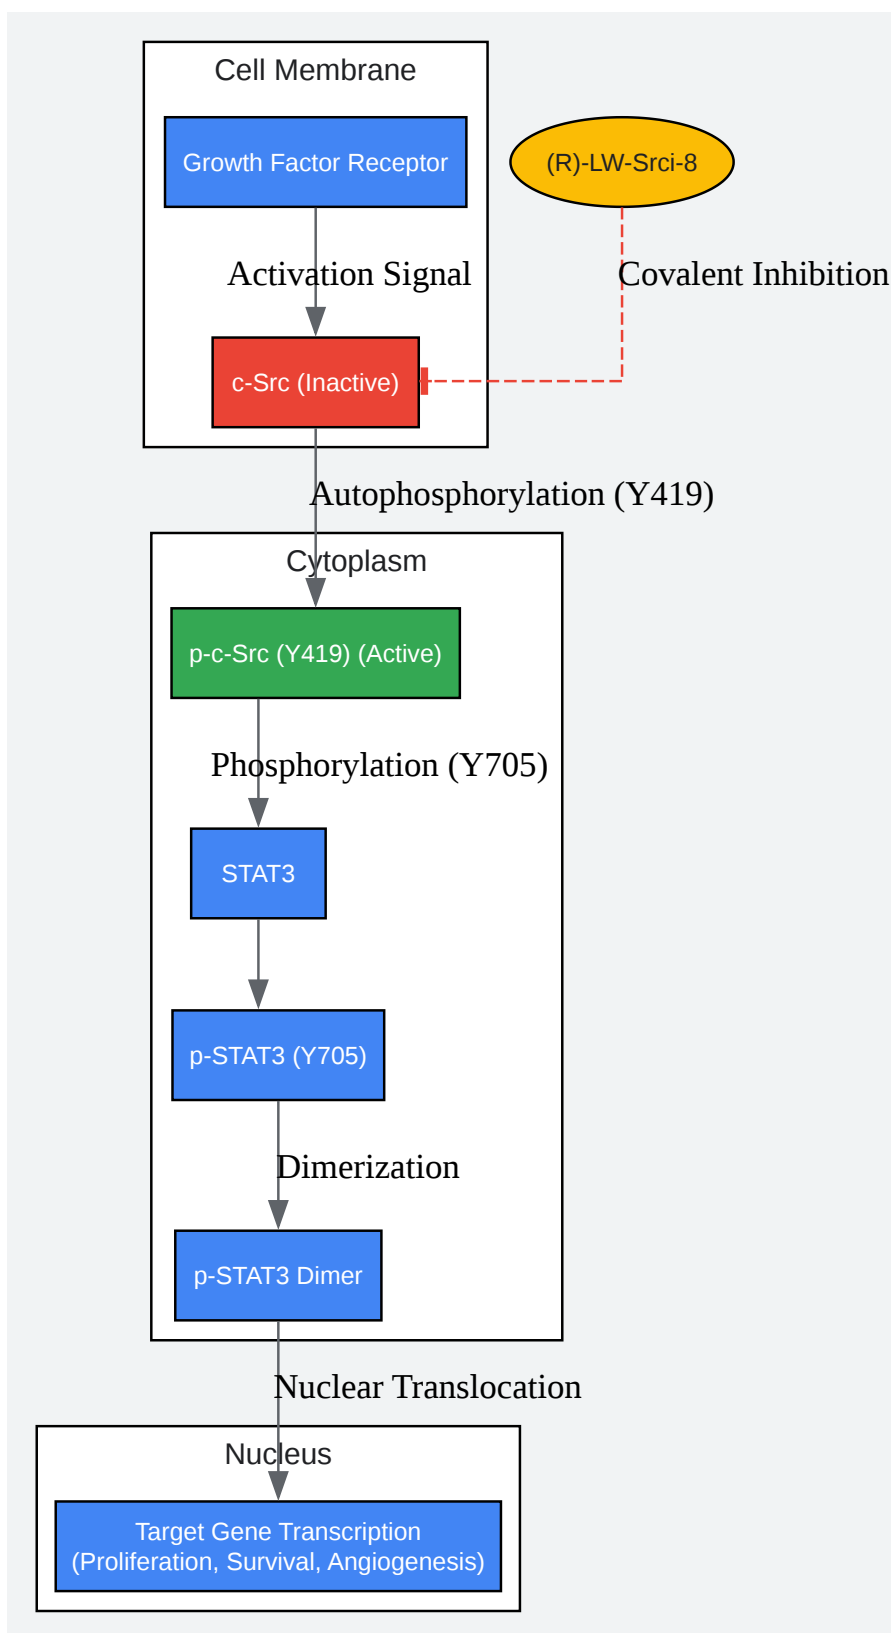 Cell Membrane
Growth Factor Receptor
(R)-LW-Srci-8
Activation Signal
Covalent Inhibition
c-Src (Inactive)
Autophosphorylation (Y419)
Cytoplasm
p-c-Src (Y419) (Active)
Phosphorylation (Y705)
STAT3
p-STAT3 (Y705)
Dimerization
p-STAT3 Dimer
Nuclear Translocation
Nucleus
Target Gene Transcription
(Proliferation, Survival, Angiogenesis)